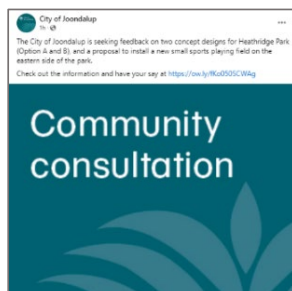 City of Joondalup
1h
The City of Joondalup is seeking feedback on two concept designs for Heathridge Park
(Option A and B), and a proposal to install a new small sports playing field on the
eastern side of the park.
Check out the information and have your say at
Community
consultation